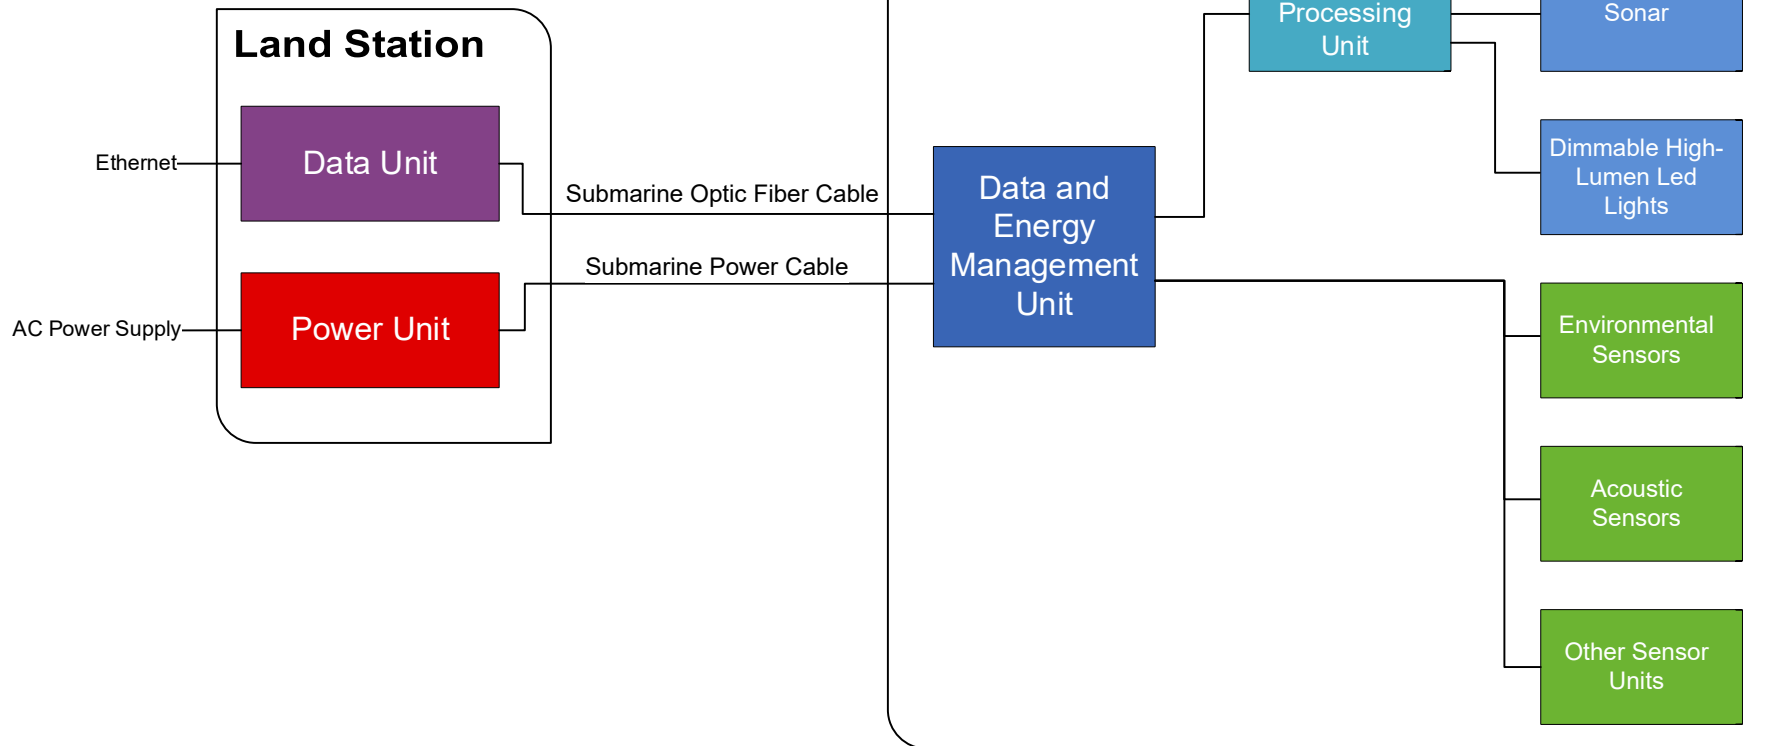 Land Station
Ethernet
Data Unit
AC Power Supply
Power Unit
Submarine Optic Fiber Cable
Submarine Power Cable
Data and
Energy
Management
Unit
Processing
Unit
Sonar
Dimmable High-
Lumen Led
Lights
Environmental
Sensors
Acoustic
Sensors
Other Sensor
Units